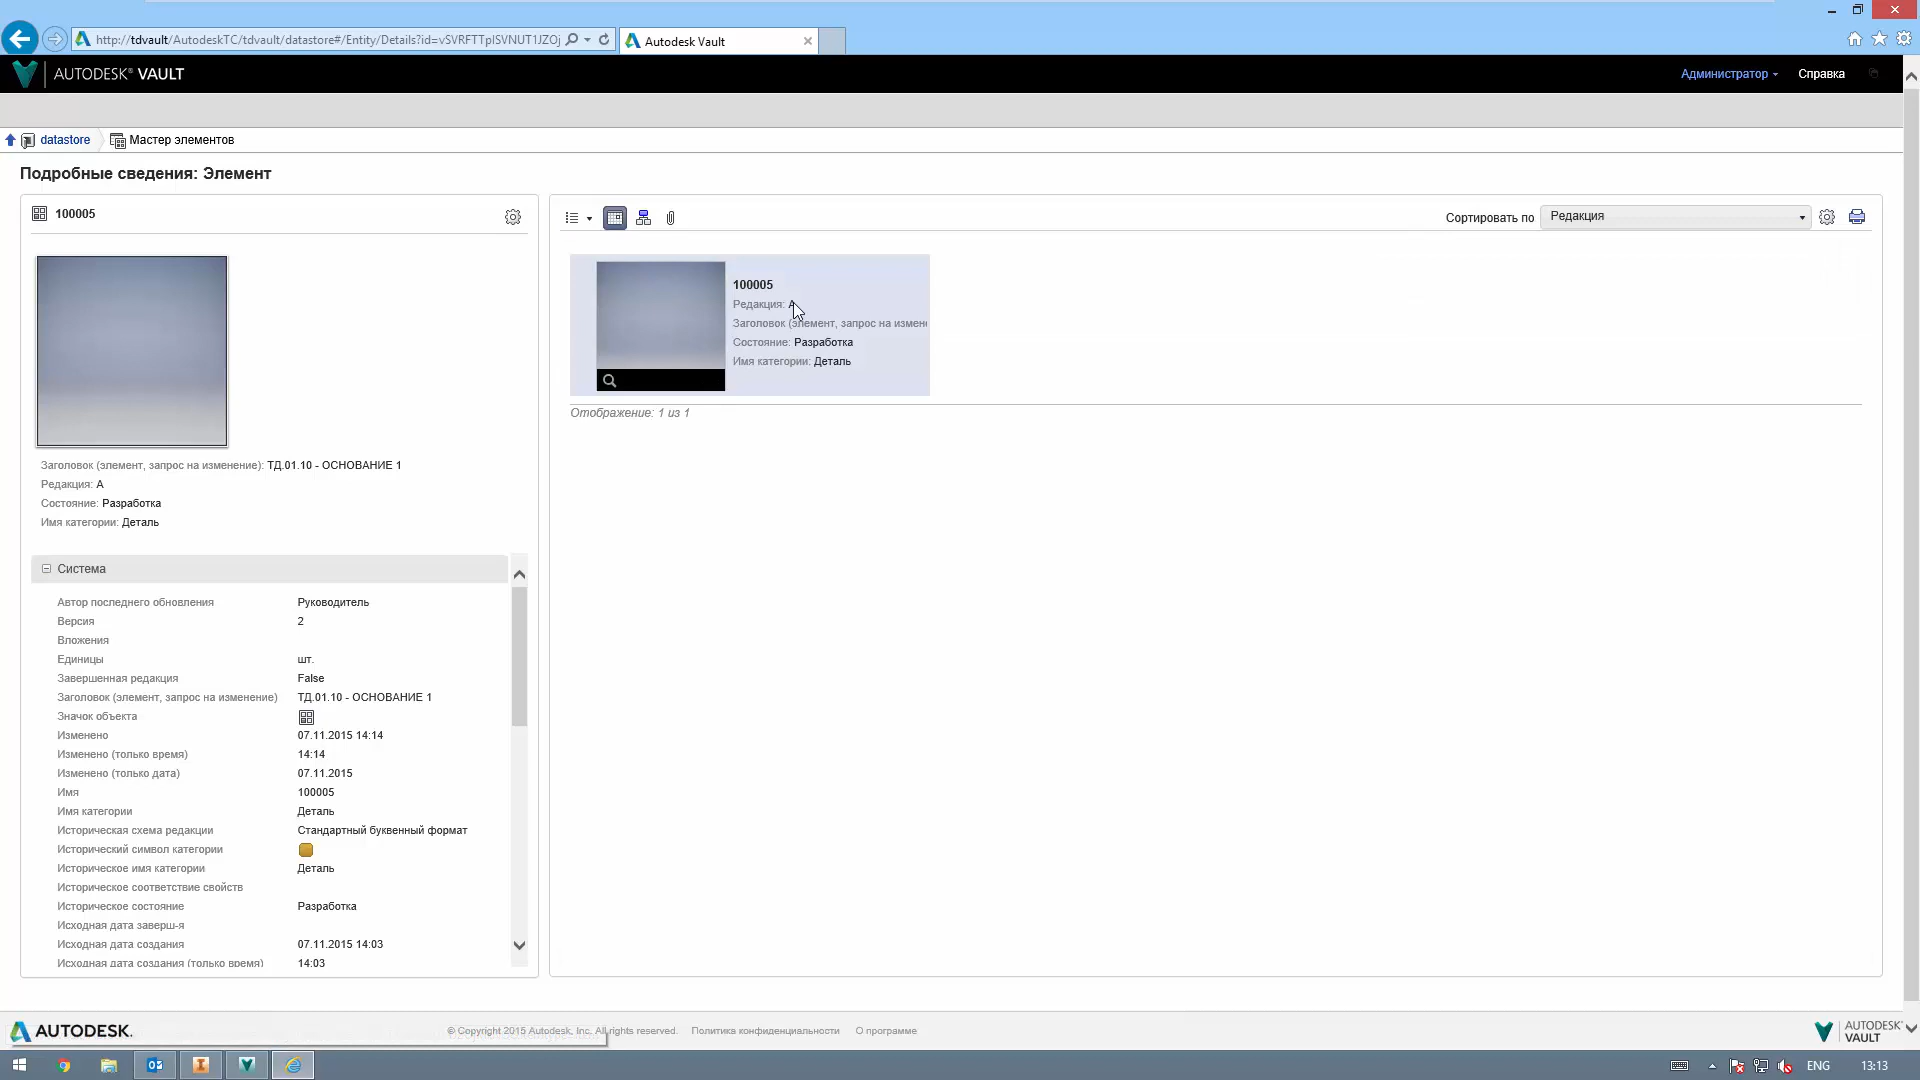 http://tdvault/AutodeskTC/tdvault/datastore#/Entity/Details?id=vSVRFTTplSVNUT1JZOj
Autodesk Vault
AUTODESK® VAULT
Администратор
Справка
datastore
Мастер элементов
Подробные сведения: Элемент
100005
Заголовок (элемент, запрос на изменение): ТД.01.10 - ОСНОВАНИЕ 1
Редакция: A
Состояние: Разработка
Имя категории: Деталь
Система
Автор последнего обновления Руководитель
Версия 2
Вложения
Единицы шт.
Завершенная редакция False
Заголовок (элемент, запрос на изменение) ТД.01.10 - ОСНОВАНИЕ 1
Значок объекта
Изменено 07.11.2015 14:14
Изменено (только время) 14:14
Изменено (только дата) 07.11.2015
Имя 100005
Имя категории Деталь
Историческая схема редакции Стандартный буквенный формат
Исторический символ категории
Историческое имя категории Деталь
Историческое соответствие свойств
Историческое состояние Разработка
Исходная дата заверш-я
Исходная дата создания 07.11.2015 14:03
Исходная дата создания (только время) 14:03
Сортировать по Редакция
100005
Редакция: A
Заголовок (элемент, запрос на измене
Состояние: Разработка
Имя категории: Деталь
Отображение: 1 из 1
AUTODESK.
© Copyright 2015 Autodesk, Inc. All rights reserved.
Политика конфиденциальности
О программе
AUTODESK®
VAULT
ENG
13:13